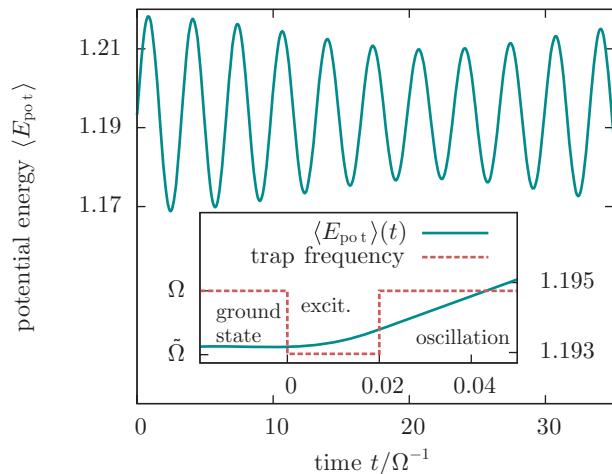 1.21
1.19
1.17
potential energy ⟨E_pot⟩
⟨E_pot⟩(t)
trap frequency
Ω
Ω̃
ground
state
excit.
oscillation
1.195
1.193
0
0.02
0.04
0
10
20
30
time t/Ω⁻¹